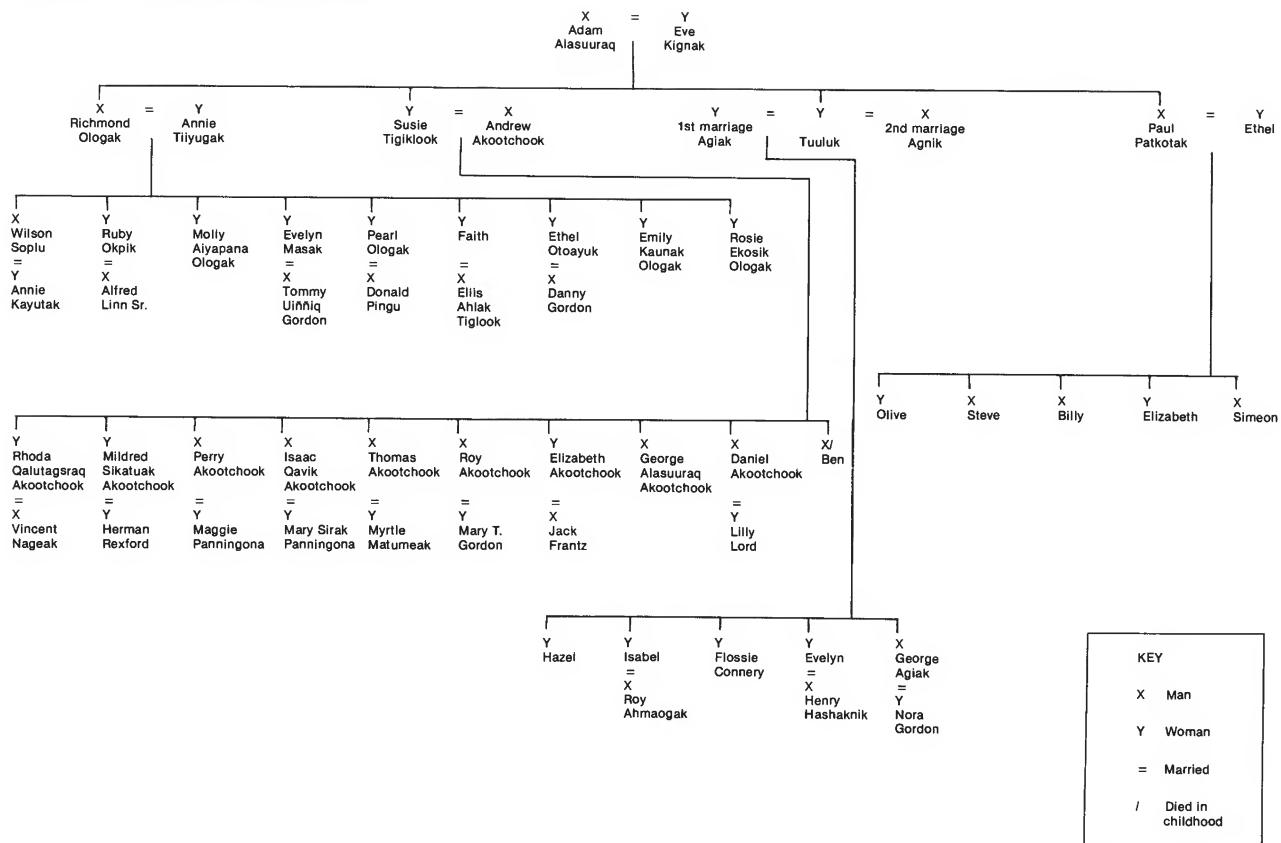 X = Y
Adam Eve
Alasuuraq Kignak
X = Y
Richmond Annie
Ologak Tiiyugak
Y = X
Susie Andrew
Tigiklook Akootchook
Y = Y = X
1st marriage 2nd marriage
Agiak Tuuluk Agnik
X = Y
Paul Ethel
Patkotak
X
Wilson
Soplu
=
Y
Annie
Kayutak
Y
Ruby
Okpik
=
X
Alfred
Linn Sr.
Y
Molly
Aiyapana
Ologak
Y
Evelyn
Masak
=
X
Tommy
Uiññiq
Gordon
Y
Pearl
Ologak
=
X
Donald
Pingu
Y
Faith
=
X
Ellis
Ahlak
Tiglook
Y
Ethel
Otoayuk
=
X
Danny
Gordon
Y
Emily
Kaunak
Ologak
Y
Rosie
Ekosik
Ologak
Y
Olive
X
Steve
X
Billy
Y
Elizabeth
X
Simeon
Y
Rhoda
Qalutagsraq
Akootchook
=
X
Vincent
Nageak
Y
Mildred
Sikatuak
Akootchook
=
Y
Herman
Rexford
X
Perry
Akootchook
=
Y
Maggie
Panningona
X
Isaac
Qavik
Akootchook
=
Y
Mary Sirak
Panningona
X
Thomas
Akootchook
=
Y
Myrtle
Matumeak
X
Roy
Akootchook
=
Y
Mary T.
Gordon
Y
Elizabeth
Akootchook
=
X
Jack
Frantz
X
George
Alasuuraq
Akootchook
X
Daniel
Akootchook
=
Y
Lilly
Lord
X/
Ben
Y
Hazel
Y
Isabel
=
X
Roy
Ahmaogak
Y
Flossie
Connery
Y
Evelyn
=
X
Henry
Hashaknik
X
George
Agiak
=
Y
Nora
Gordon
KEY
X Man
Y Woman
= Married
/ Died in
childhood